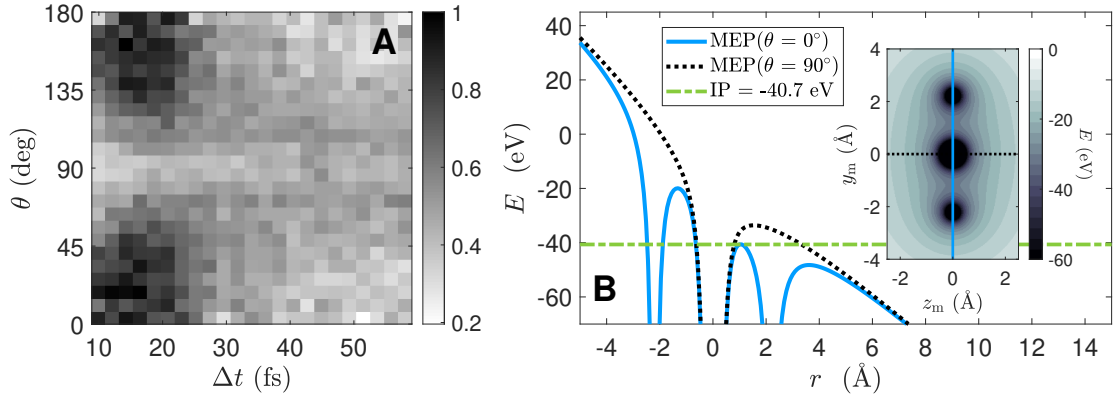 A
180
135
90
45
0
θ (deg)
10 20 30 40 50
Δt (fs)
1
0.8
0.6
0.4
0.2
B
40
20
0
-20
-40
-60
E (eV)
-4 -2 0 2 4 6 8 10 12 14
r (Å)
MEP(θ = 0°)
MEP(θ = 90°)
IP = -40.7 eV
4
2
0
-2
-4
y_m (Å)
-2 0 2
z_m (Å)
0
-20
-40
-60
E (eV)